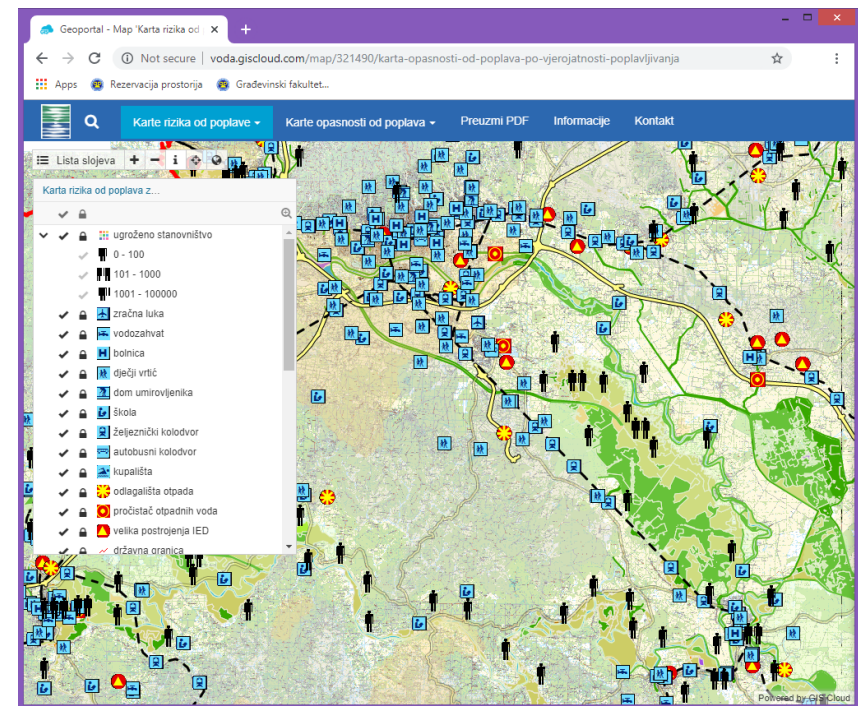 Geoportal - Map 'Karta rizika od
Not secure | voda.giscloud.com/map/321490/karta-opasnosti-od-poplava-po-vjerojatnosti-poplavljivanja
Apps Rezervacija prostorija Građevinski fakultet...
Karte rizika od poplave Karte opasnosti od poplava Preuzmi PDF Informacije Kontakt
Lista slojeva
Karta rizika od poplava z...
ugroženo stanovništvo
0 - 100
101 - 1000
1001 - 100000
zračna luka
vodozahvat
bolnica
dječji vrtić
dom umirovljenika
škola
željeznički kolodvor
autobusni kolodvor
kupališta
odlagališta otpada
pročistač otpadnih voda
velika postrojenja IED
državna granica
Powered by GIS Cloud